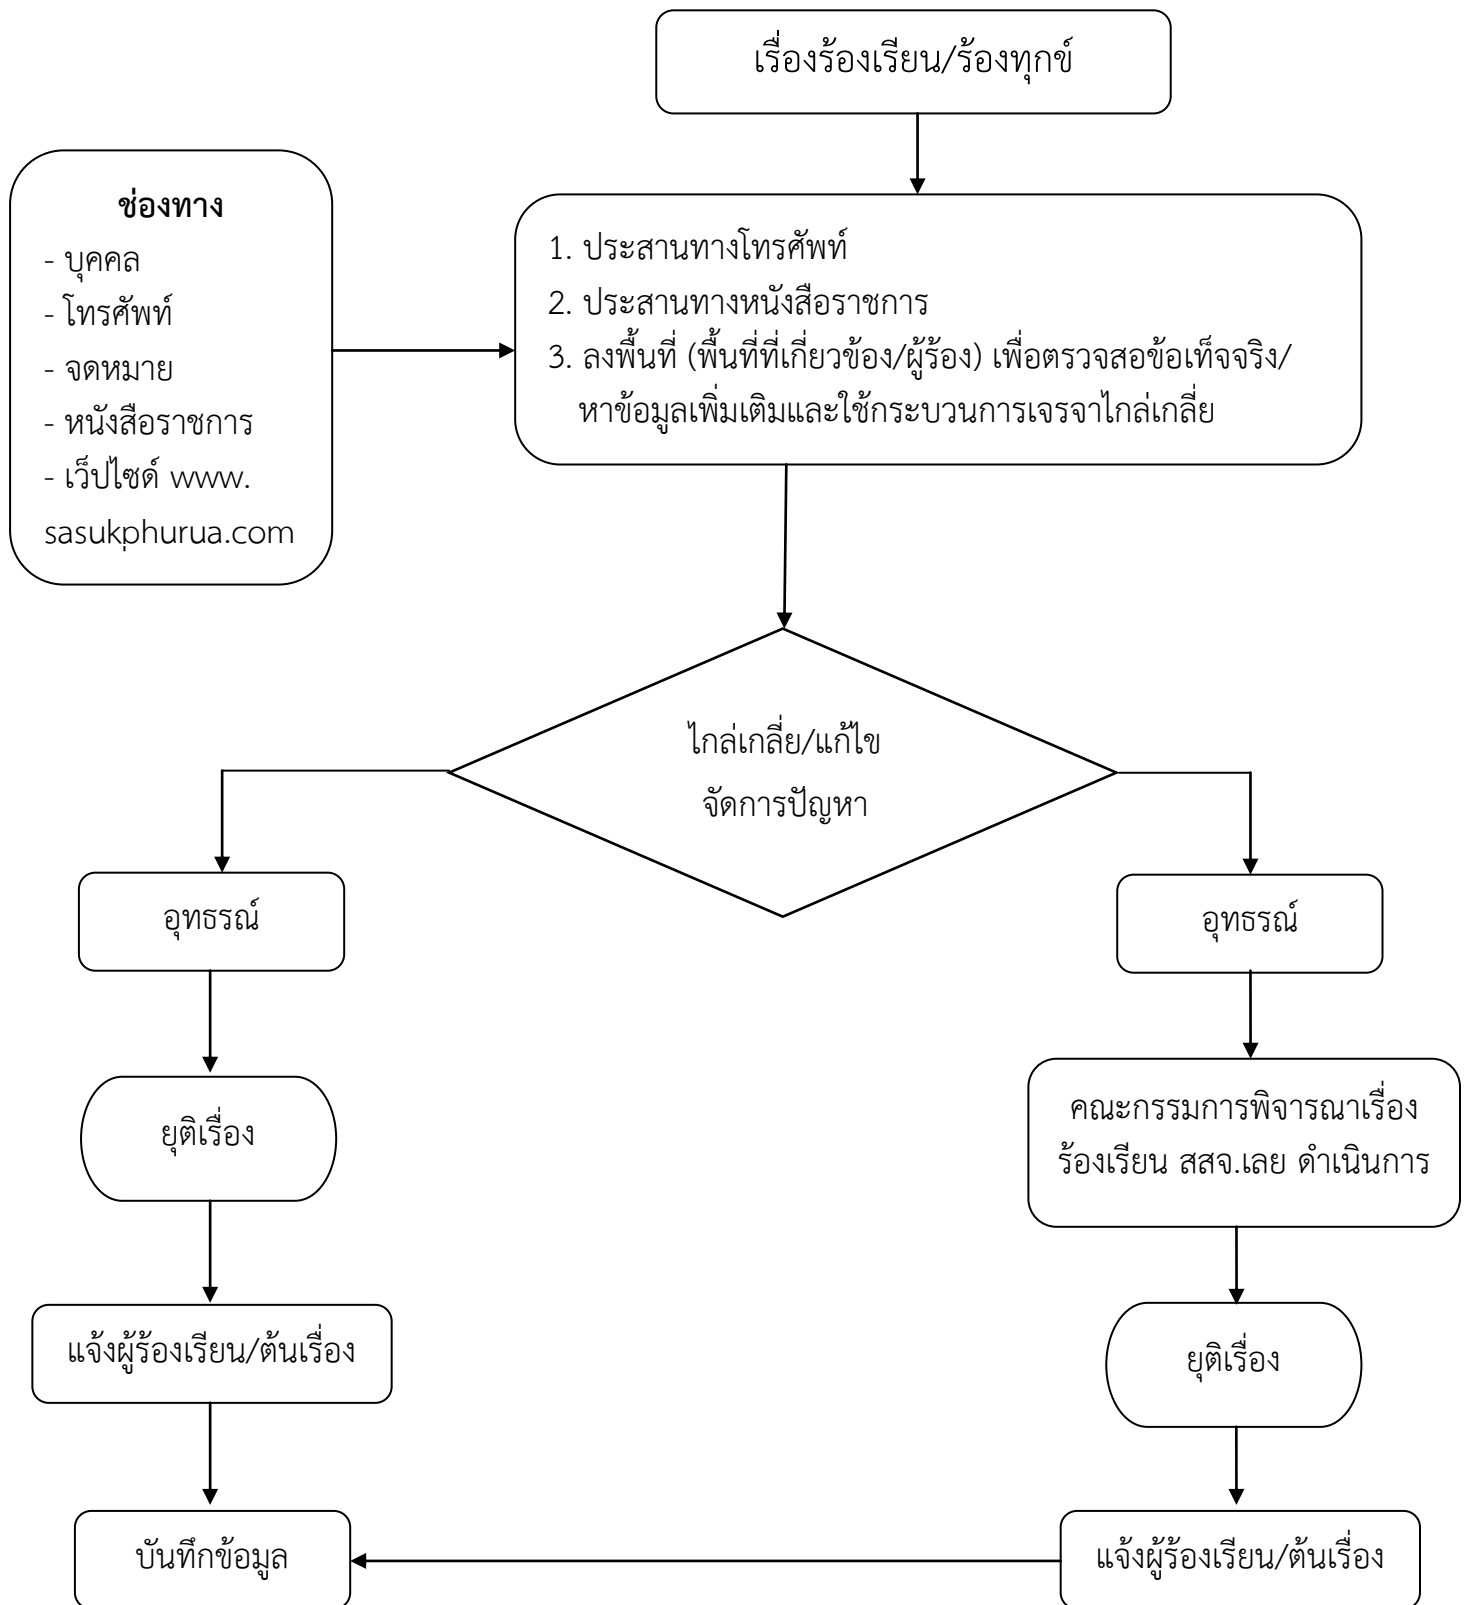 เรื่องร้องเรียน/ร้องทุกข์
ช่องทาง
- บุคคล
- โทรศัพท์
- จดหมาย
- หนังสือราชการ
- เว็ปไซด์ www.
sasukphurua.com
1. ประสานทางโทรศัพท์
2. ประสานทางหนังสือราชการ
3. ลงพื้นที่ (พื้นที่ที่เกี่ยวข้อง/ผู้ร้อง) เพื่อตรวจสอข้อเท็จจริง/
หาข้อมูลเพิ่มเติมและใช้กระบวนการเจรจาไกล่เกลี่ย
ไกล่เกลี่ย/แก้ไข
จัดการปัญหา
อุทธรณ์
ยุติเรื่อง
แจ้งผู้ร้องเรียน/ต้นเรื่อง
บันทึกข้อมูล
อุทธรณ์
คณะกรรมการพิจารณาเรื่อง
ร้องเรียน สสจ.เลย ดำเนินการ
ยุติเรื่อง
แจ้งผู้ร้องเรียน/ต้นเรื่อง